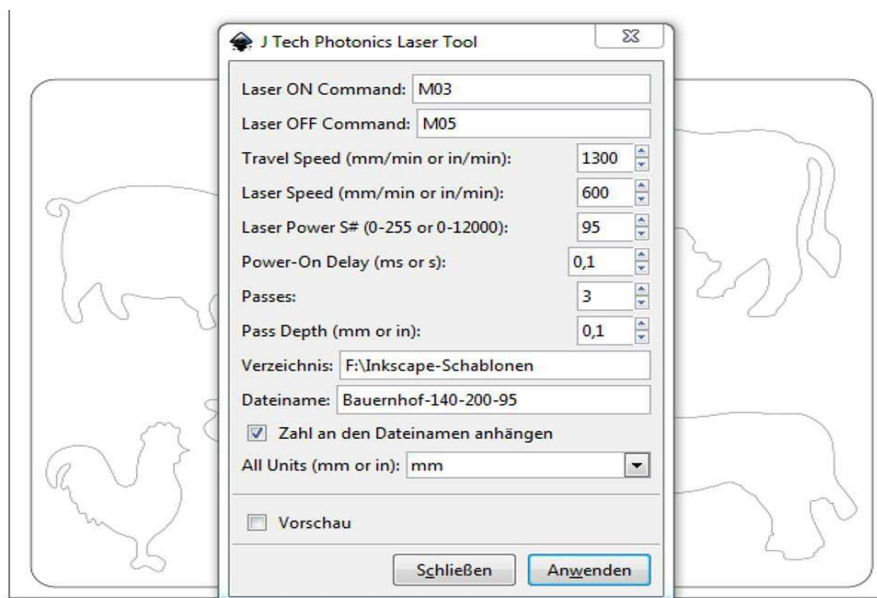 J Tech Photonics Laser Tool
Laser ON Command: M03
Laser OFF Command: M05
Travel Speed (mm/min or in/min): 1300
Laser Speed (mm/min or in/min): 600
Laser Power S# (0-255 or 0-12000): 95
Power-On Delay (ms or s): 0,1
Passes: 3
Pass Depth (mm or in): 0,1
Verzeichnis: F:\Inkscape-Schablonen
Dateiname: Bauernhof-140-200-95
Zahl an den Dateinamen anhängen
All Units (mm or in): mm
Vorschau
Schließen Anwenden